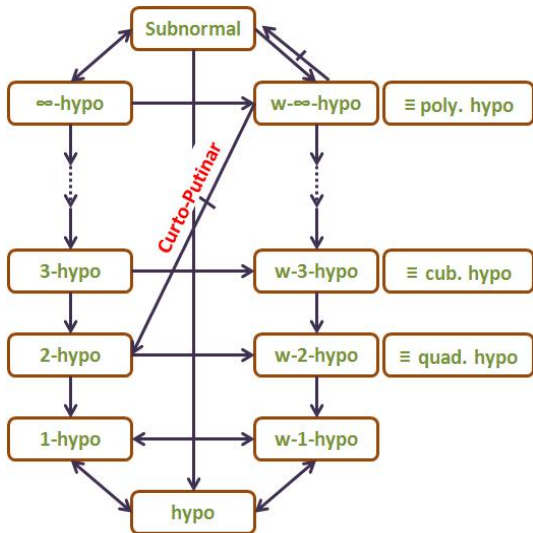 Subnormal
∞-hypo
w-∞-hypo
≡ poly. hypo
Curto-Putinar
3-hypo
w-3-hypo
≡ cub. hypo
2-hypo
w-2-hypo
≡ quad. hypo
1-hypo
w-1-hypo
hypo